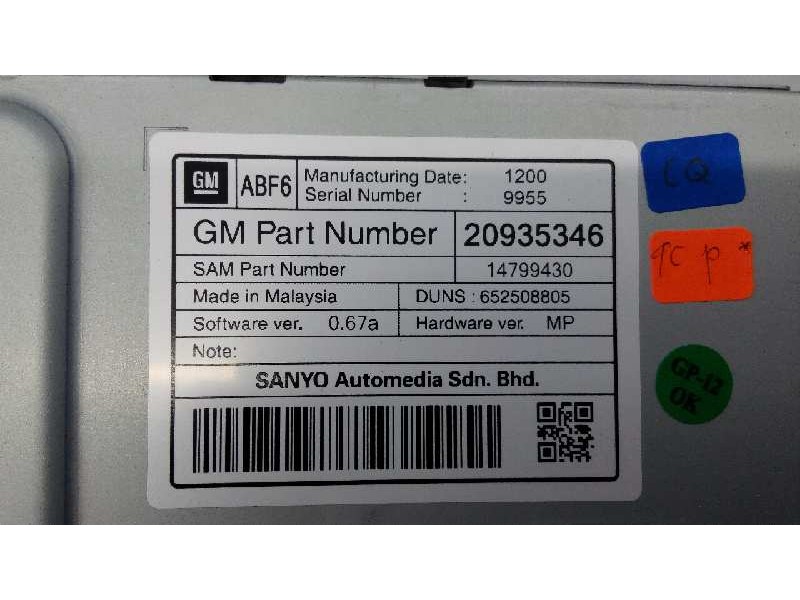 GM ABF6 Manufacturing Date: 1200
Serial Number : 9955
GM Part Number 20935346
SAM Part Number 14799430
Made in Malaysia DUNS : 652508805
Software ver. 0.67a Hardware ver. MP
Note:
SANYO Automedia Sdn. Bhd.
CQ
GP-12
OK